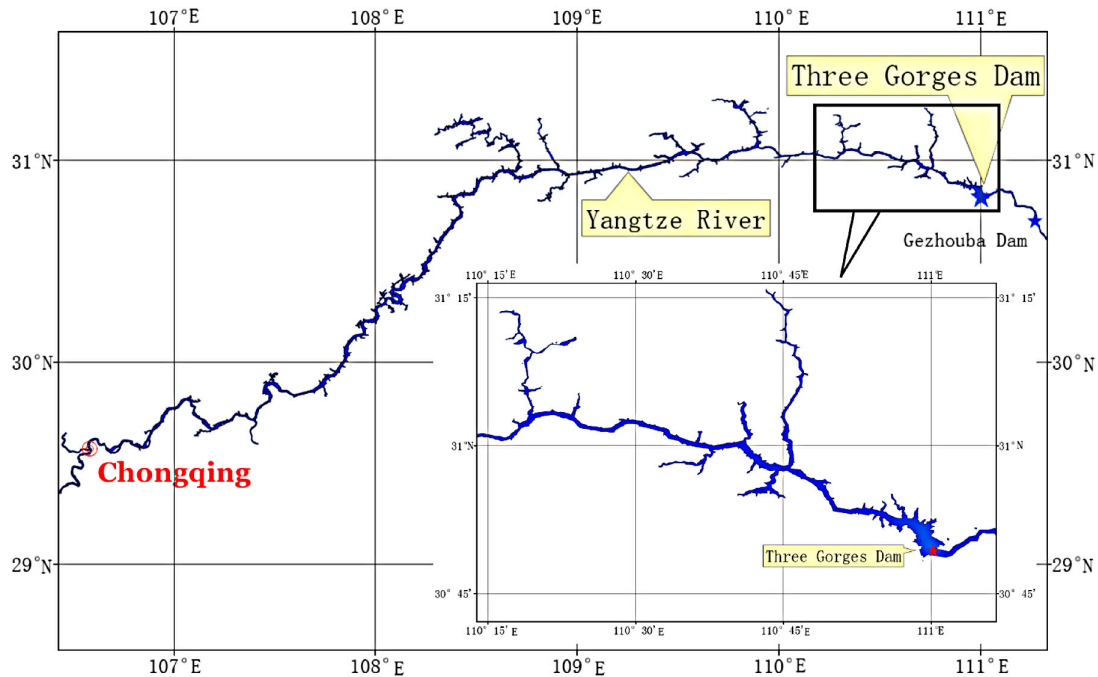 107°E 108°E 109°E 110°E 111°E
Three Gorges Dam
31°N 31°N
Yangtze River
Gezhouba Dam
110° 15'E 110° 30'E 110° 45'E 111°E
31° 15' 31° 15'
30°N 30°N
31°N 31°N
Chongqing
Three Gorges Dam
29°N 29°N
30° 45' 30° 45'
110° 15'E 110° 30'E 110° 45'E 111°E
107°E 108°E 109°E 110°E 111°E